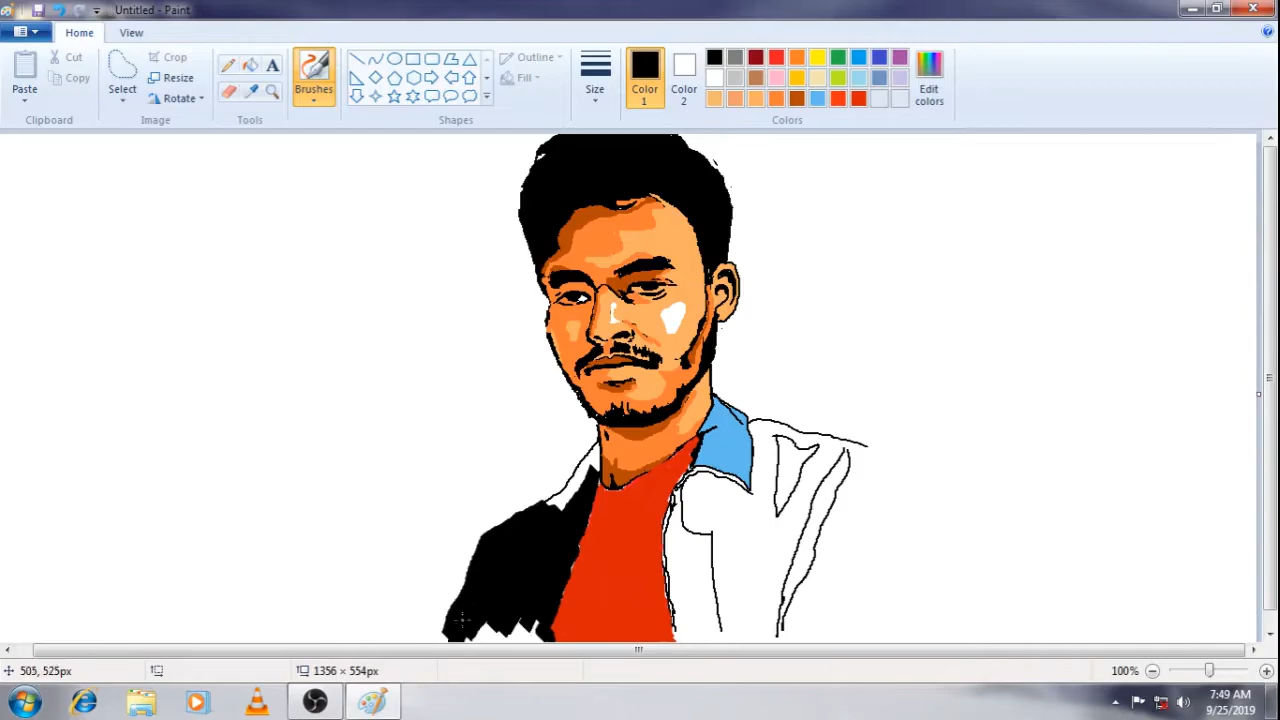 Untitled - Paint
Home View
Paste
Cut
Copy
Clipboard
Select
Crop
Resize
Rotate
Image
A
Tools
Brushes
Shapes
Outline
Fill
Size
Color 1
Color 2
Edit colors
Colors
505, 525px
1356 × 554px
100%
7:49 AM
9/25/2019